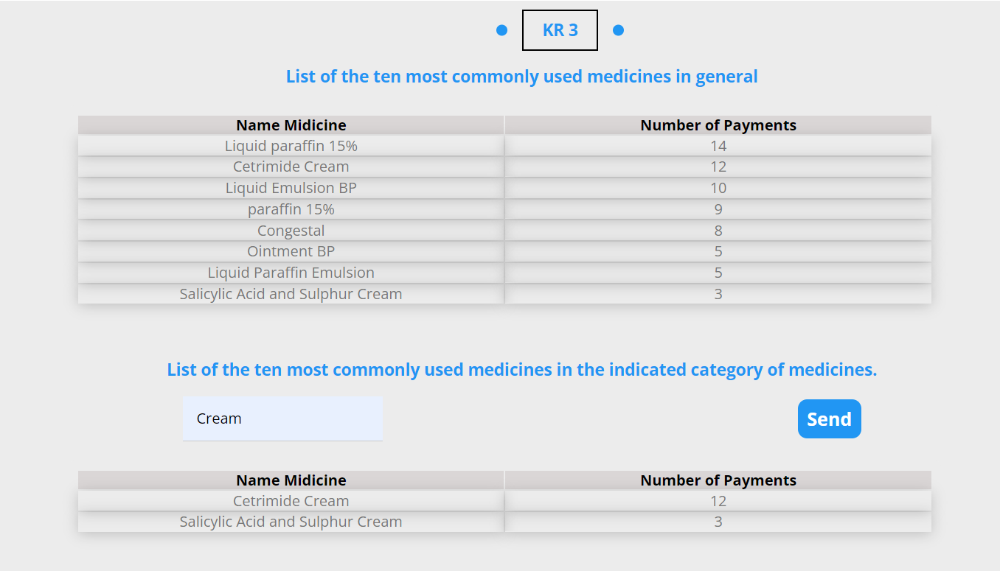 KR 3
List of the ten most commonly used medicines in general
Name Midicine Number of Payments
Liquid paraffin 15% 14
Cetrimide Cream 12
Liquid Emulsion BP 10
paraffin 15% 9
Congestal 8
Ointment BP 5
Liquid Paraffin Emulsion 5
Salicylic Acid and Sulphur Cream 3
List of the ten most commonly used medicines in the indicated category of medicines.
Cream Send
Name Midicine Number of Payments
Cetrimide Cream 12
Salicylic Acid and Sulphur Cream 3